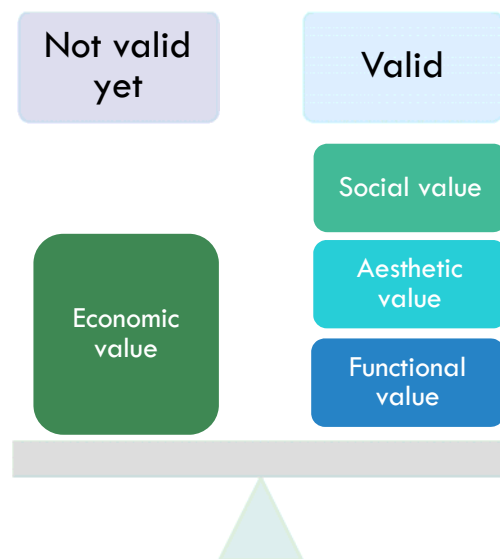 Not valid
yet
Valid
Social value
Aesthetic
value
Economic
value
Functional
value